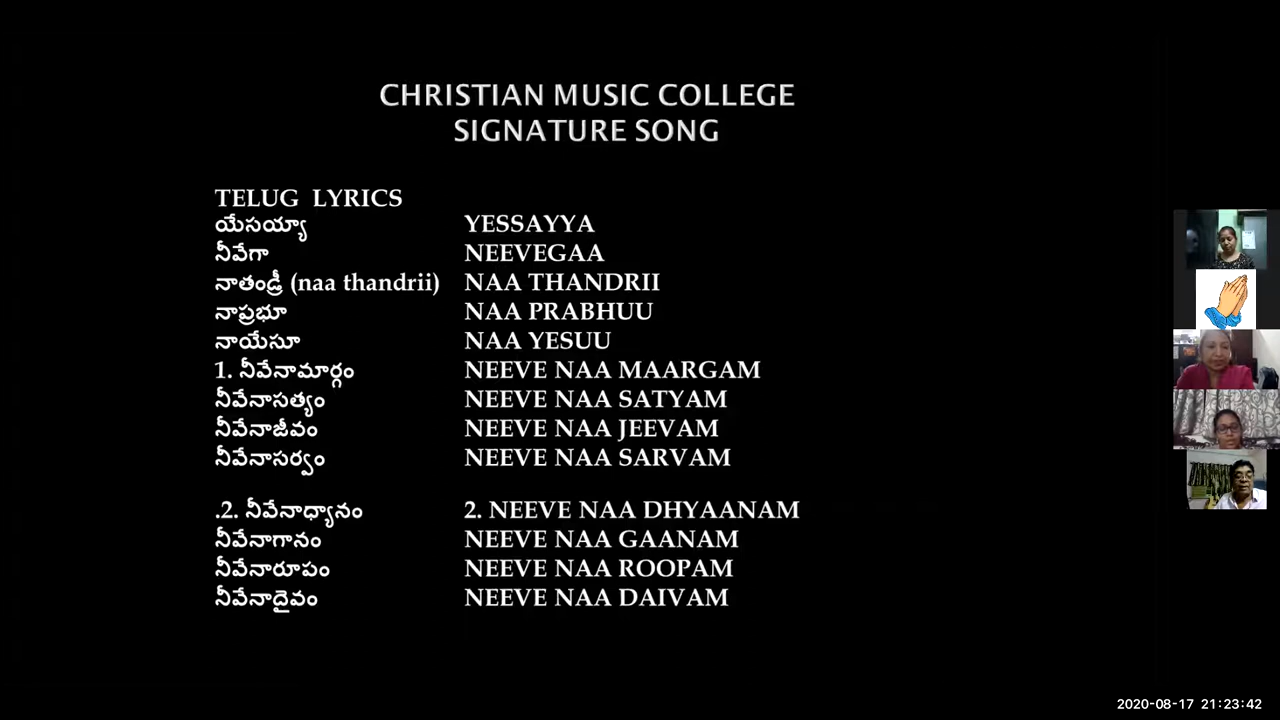 CHRISTIAN MUSIC COLLEGE
SIGNATURE SONG
TELUG LYRICS
యేసయ్యా YESSAYYA
నీవేగా NEEVEGAA
నాతండ్రీ (naa thandrii) NAA THANDRII
నాప్రభూ NAA PRABHUU
నాయేసూ NAA YESUU
1. నీవేనామార్గం NEEVE NAA MAARGAM
నీవేనాసత్యం NEEVE NAA SATYAM
నీవేనాజీవం NEEVE NAA JEEVAM
నీవేనాసర్వం NEEVE NAA SARVAM
.2. నీవేనాధ్యానం 2. NEEVE NAA DHYAANAM
నీవేనాగానం NEEVE NAA GAANAM
నీవేనారూపం NEEVE NAA ROOPAM
నీవేనాదైవం NEEVE NAA DAIVAM
2020-08-17 21:23:42